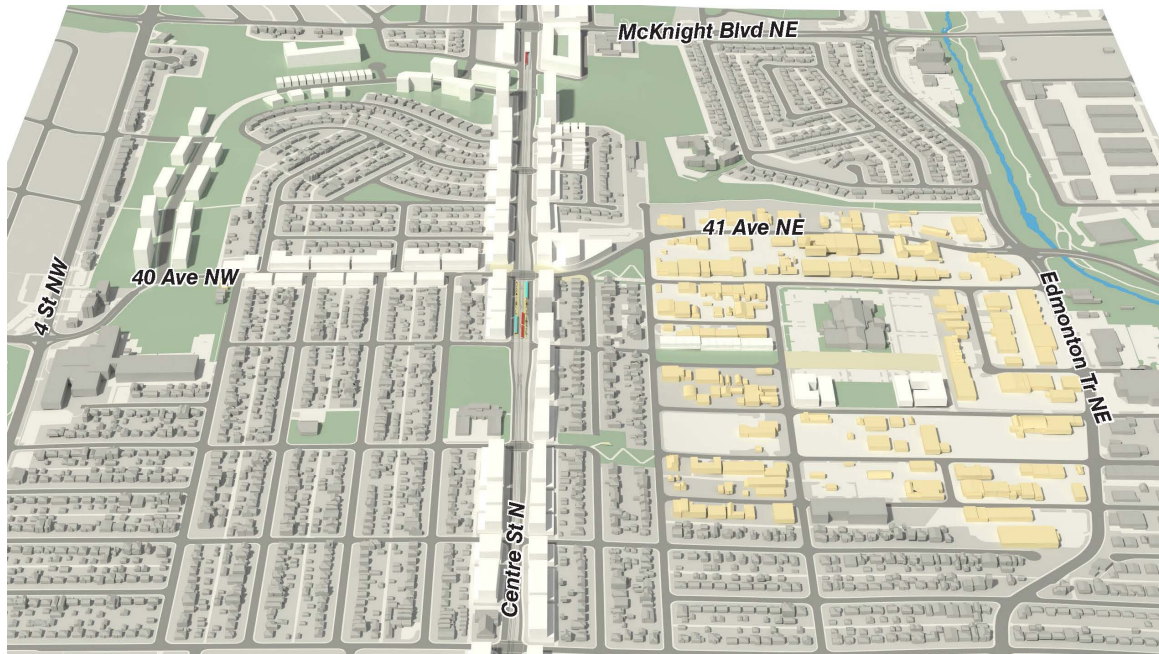 McKnight Blvd NE
41 Ave NE
40 Ave NW
4 St NW
Edmonton Tr NE
Centre St N